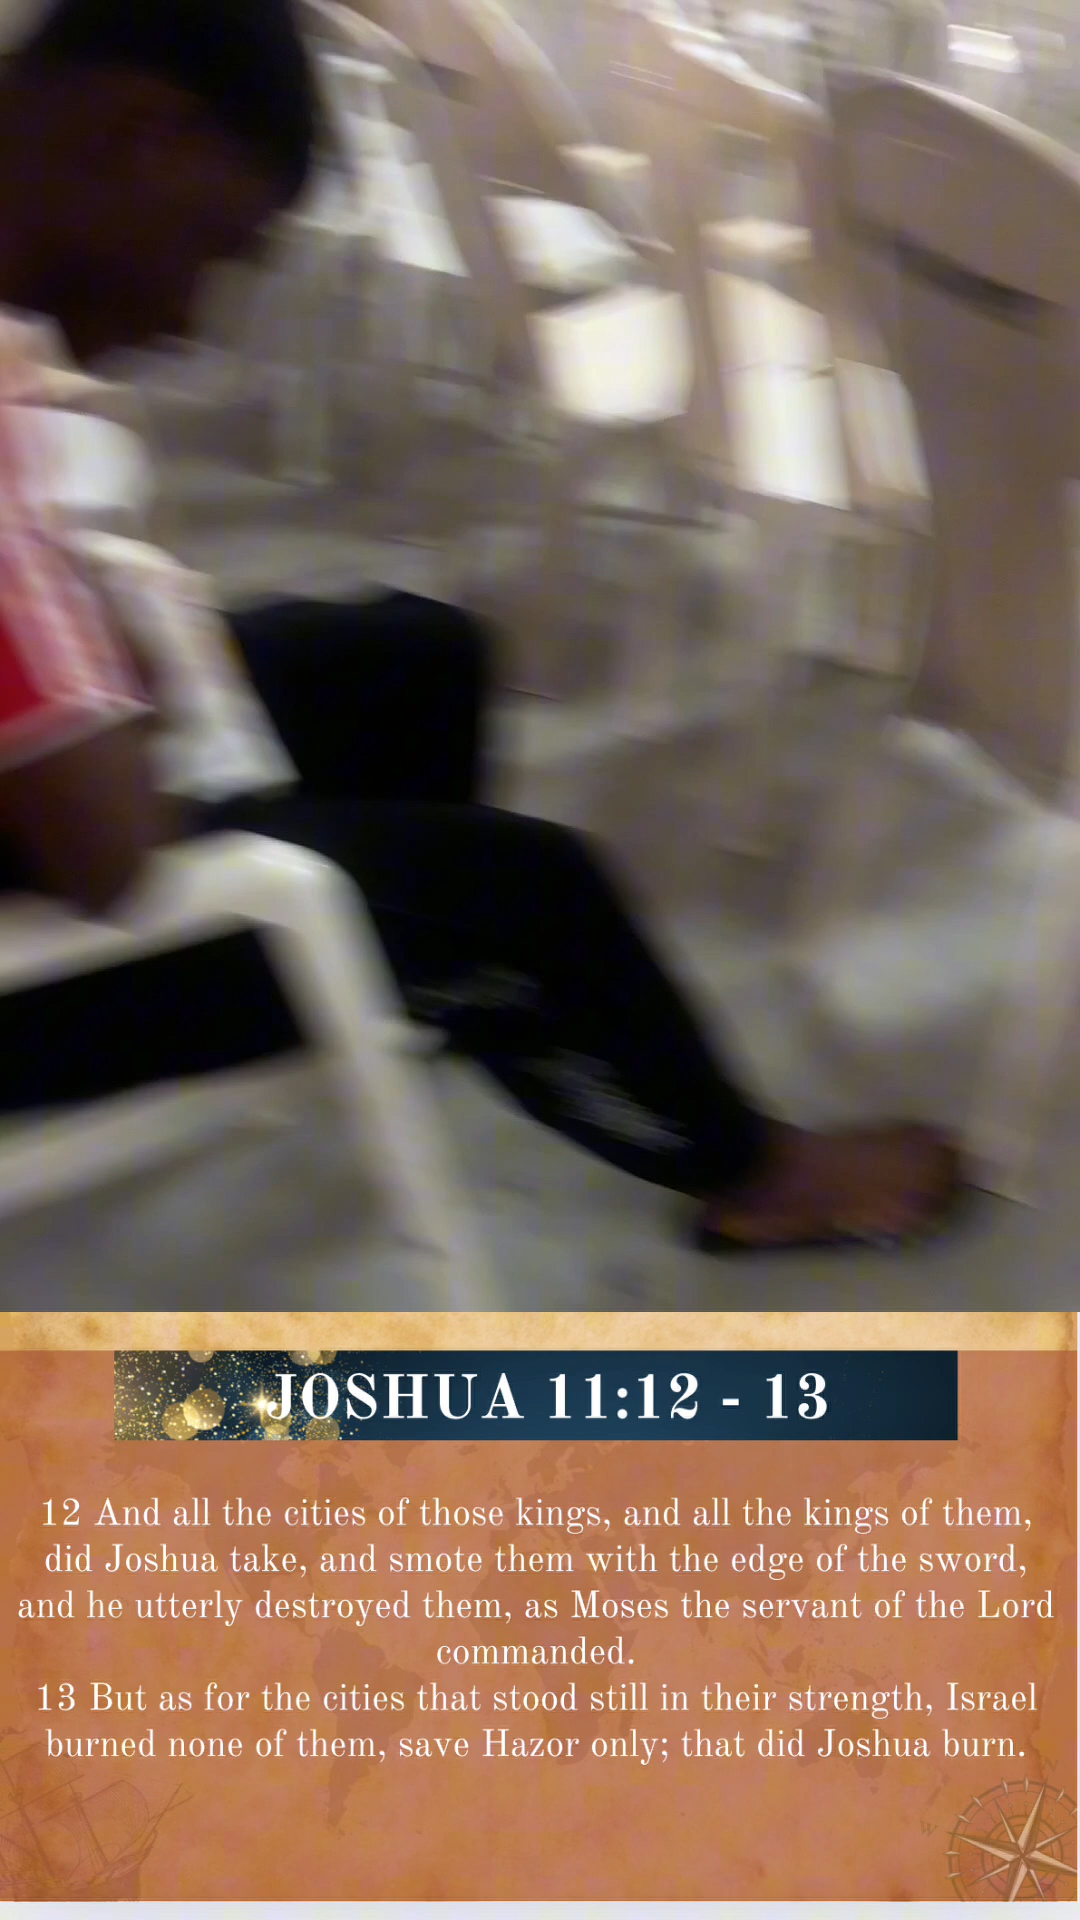 JOSHUA 11:12 - 13
12 And all the cities of those kings, and all the kings of them,
did Joshua take, and smote them with the edge of the sword,
and he utterly destroyed them, as Moses the servant of the Lord
commanded.
13 But as for the cities that stood still in their strength, Israel
burned none of them, save Hazor only; that did Joshua burn.